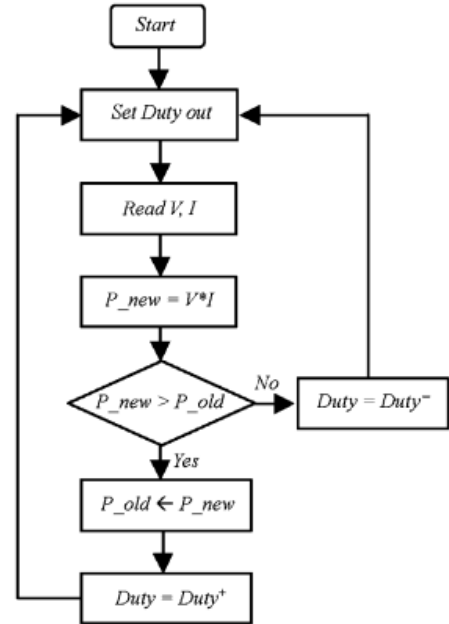 Start
Set Duty out
Read V, I
P_new = V*I
P_new > P_old
No
Duty = Duty⁻
Yes
P_old ← P_new
Duty = Duty⁺